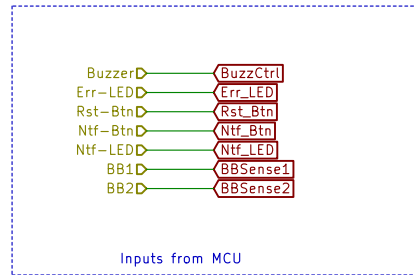 Buzzer BuzzCtrl
Err-LED Err_LED
Rst-Btn Rst_Btn
Ntf-Btn Ntf_Btn
Ntf-LED Ntf_LED
BB1 BBSense1
BB2 BBSense2
Inputs from MCU